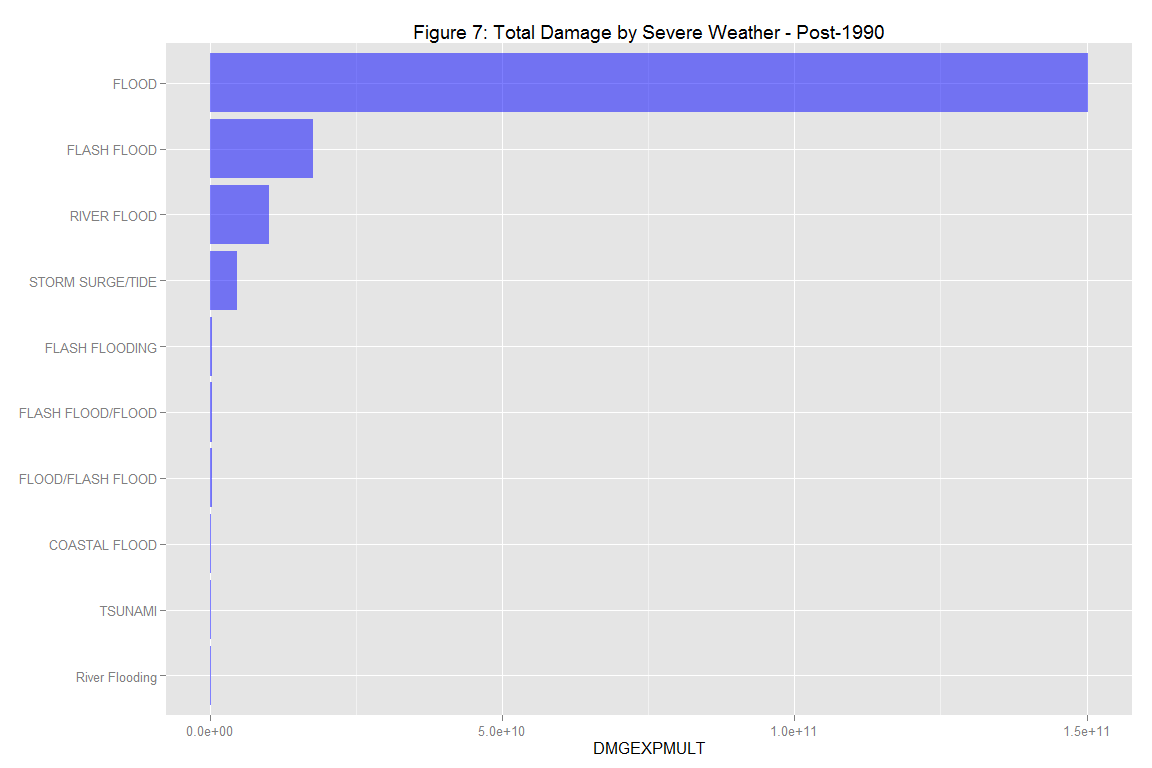 Figure 7: Total Damage by Severe Weather - Post-1990
FLOOD
FLASH FLOOD
RIVER FLOOD
STORM SURGE/TIDE
FLASH FLOODING
FLASH FLOOD/FLOOD
FLOOD/FLASH FLOOD
COASTAL FLOOD
TSUNAMI
River Flooding
0.0e+00 5.0e+10 1.0e+11 1.5e+11
DMGEXPMULT